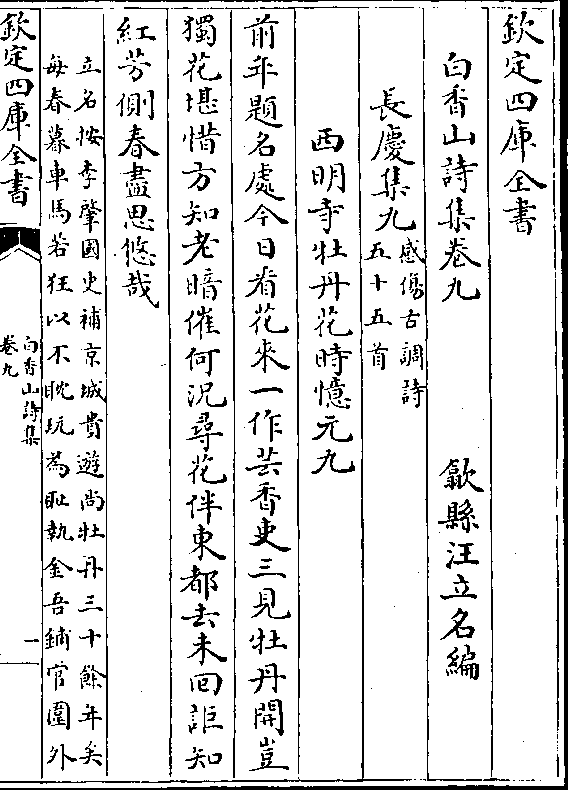 欽定四庫全書
白香山詩集卷九　歙縣汪立名編
長慶集九感傷古調詩
五十五首
西明寺牡丹花時憶元九
前年題名處今日看花來一作芸香吏三見牡丹開豈
獨花堪惜方知老暗催何況尋花伴東都去未回詎知
紅芳側春盡思悠哉
立名按李肇國史補京城貴遊尚牡丹三十餘年矣
每春暮車馬若狂以不眈玩為恥執金吾鋪官圍外
欽定四庫全書
白香山詩集
卷九
一